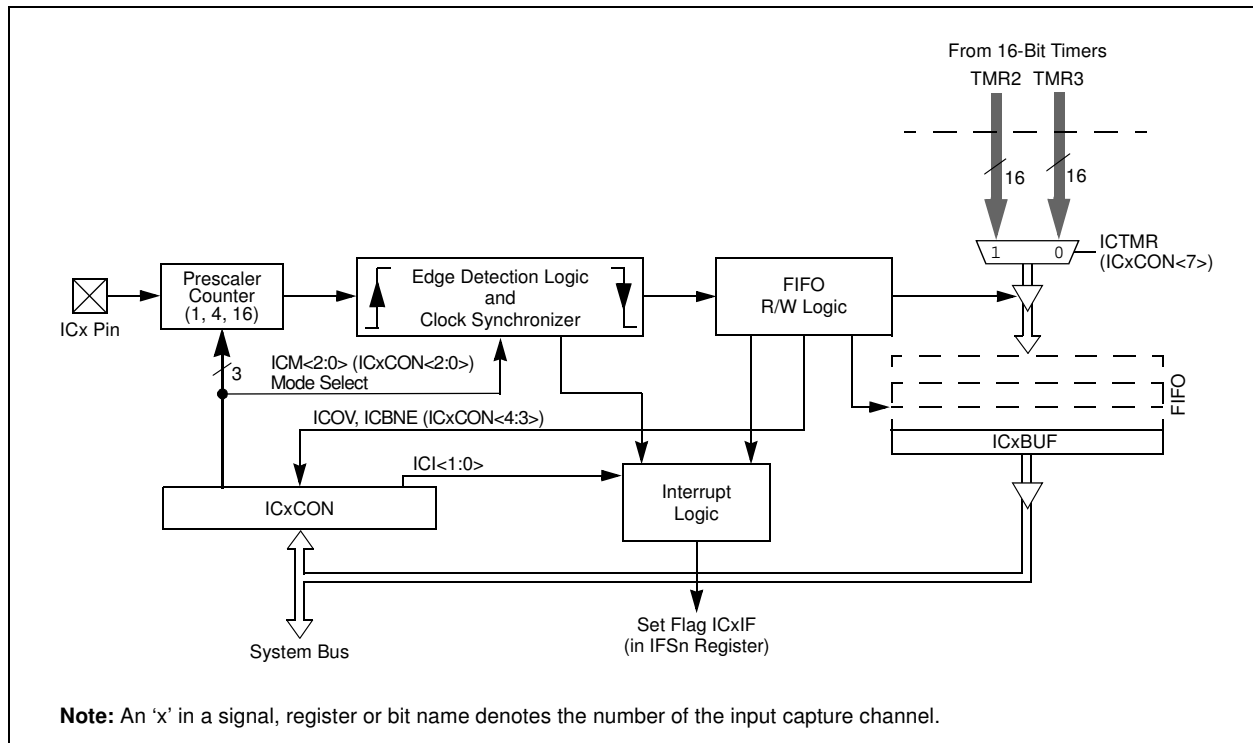 From 16-Bit Timers
TMR2 TMR3
16 16
1 0
ICTMR
(ICxCON<7>)
ICx Pin
Prescaler
Counter
(1, 4, 16)
Edge Detection Logic
and
Clock Synchronizer
FIFO
R/W Logic
3
ICM<2:0> (ICxCON<2:0>)
Mode Select
FIFO
ICOV, ICBNE (ICxCON<4:3>)
ICxBUF
ICI<1:0>
ICxCON
Interrupt
Logic
System Bus
Set Flag ICxIF
(in IFSn Register)
Note: An ‘x’ in a signal, register or bit name denotes the number of the input capture channel.